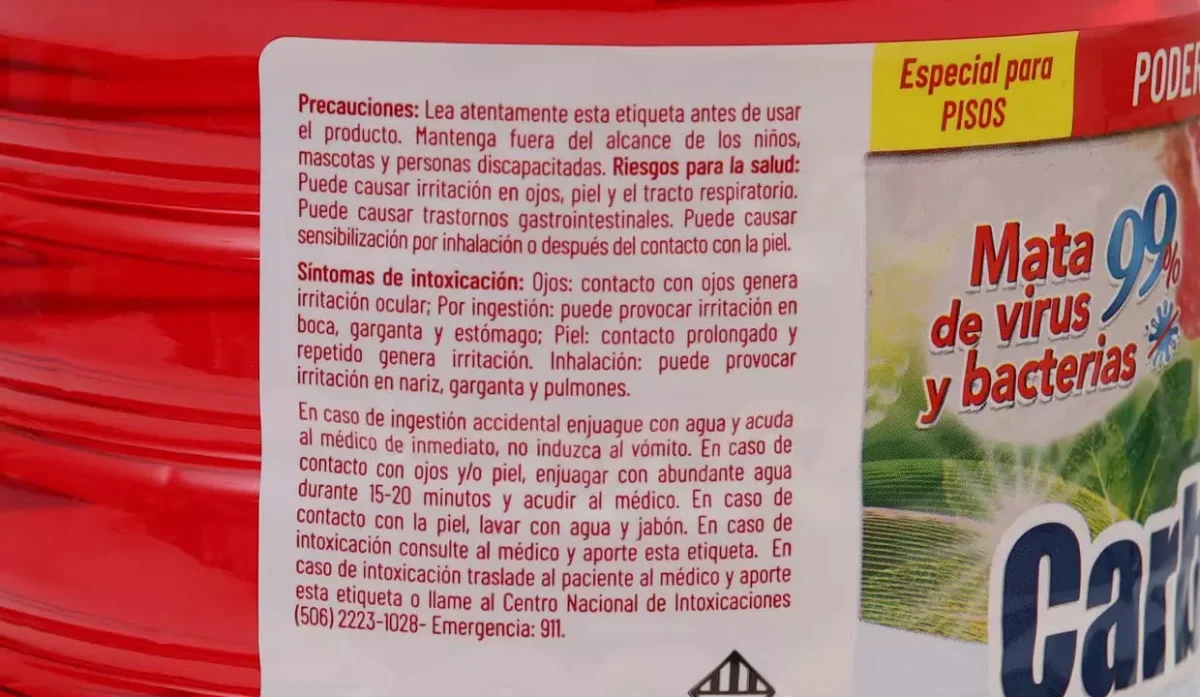 Precauciones: Lea atentamente esta etiqueta antes de usar
el producto. Mantenga fuera del alcance de los niños,
mascotas y personas discapacitadas. Riesgos para la salud:
Puede causar irritación en ojos, piel y el tracto respiratorio.
Puede causar trastornos gastrointestinales. Puede causar
sensibilización por inhalación o después del contacto con la piel.
Síntomas de intoxicación: Ojos: contacto con ojos genera
irritación ocular; Por ingestión: puede provocar irritación en
boca, garganta y estómago; Piel: contacto prolongado y
repetido genera irritación. Inhalación: puede provocar
irritación en nariz, garganta y pulmones.
En caso de ingestión accidental enjuague con agua y acuda
al médico de inmediato, no induzca al vómito. En caso de
contacto con ojos y/o piel, enjuagar con abundante agua
durante 15-20 minutos y acudir al médico. En caso de
contacto con la piel, lavar con agua y jabón. En caso de
intoxicación consulte al médico y aporte esta etiqueta. En
caso de intoxicación traslade al paciente al médico y aporte
esta etiqueta o llame al Centro Nacional de Intoxicaciones
(506) 2223-1028- Emergencia: 911.
Especial para
PISOS
PODER
Mata 99%
de virus
y bacterias
Carb